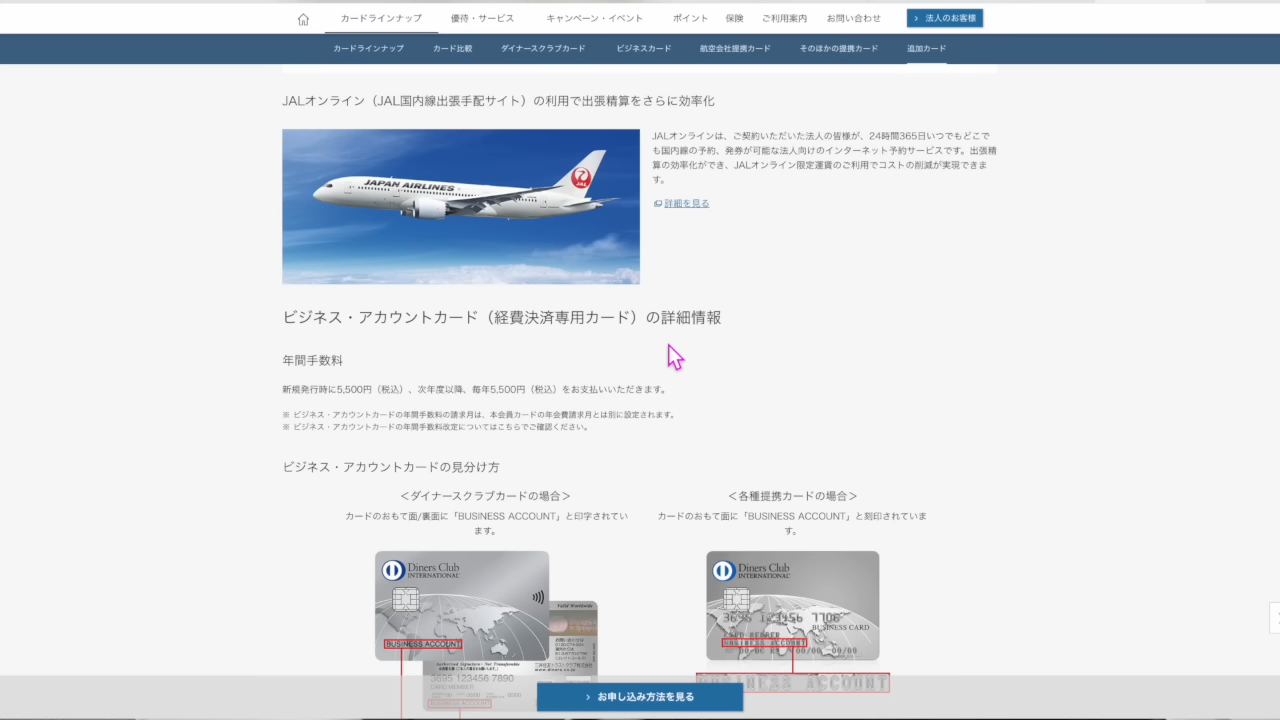 カードラインナップ
優待・サービス
キャンペーン・イベント
ポイント
保険
ご利用案内
お問い合わせ
法人のお客様
カードラインナップ
カード比較
ダイナースクラブカード
ビジネスカード
航空会社提携カード
そのほかの提携カード
追加カード
JALオンライン（JAL国内線出張手配サイト）の利用で出張精算をさらに効率化
JAPAN AIRLINES
JAL
JALオンラインは、ご契約いただいた法人の皆様が、24時間365日いつでもどこで
も国内線の予約、発券が可能な法人向けのインターネット予約サービスです。出張精
算の効率化ができ、JALオンライン限定運賃のご利用でコストの削減が実現できま
す。
詳細を見る
ビジネス・アカウントカード（経費決済専用カード）の詳細情報
年間手数料
新規発行時に5,500円（税込）、次年度以降、毎年5,500円（税込）をお支払いいただきます。
※ ビジネス・アカウントカードの年間手数料の請求月は、本会員カードの年会費請求月とは別に設定されます。
※ ビジネス・アカウントカードの年間手数料改定についてはこちらでご確認ください。
ビジネス・アカウントカードの見分け方
＜ダイナースクラブカードの場合＞
カードのおもて面/裏面に「BUSINESS ACCOUNT」と印字されてい
ます。
Diners Club
INTERNATIONAL
BUSINESS ACCOUNT
Valid Worldwide
Authorized Signature - Not Transferable
www.diners.co.jp
3695 123456 7890
CARD MEMBER
BUSINESS ACCOUNT
＜各種提携カードの場合＞
カードのおもて面に「BUSINESS ACCOUNT」と刻印されていま
す。
Diners Club
INTERNATIONAL
3695 123456 7706
BUSINESS CARD
CARD MEMBER
BUSINESS ACCOUNT
BUSINESS ACCOUNT
お申し込み方法を見る